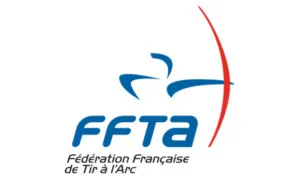 FFTA
Fédération Française
de Tir à l'Arc